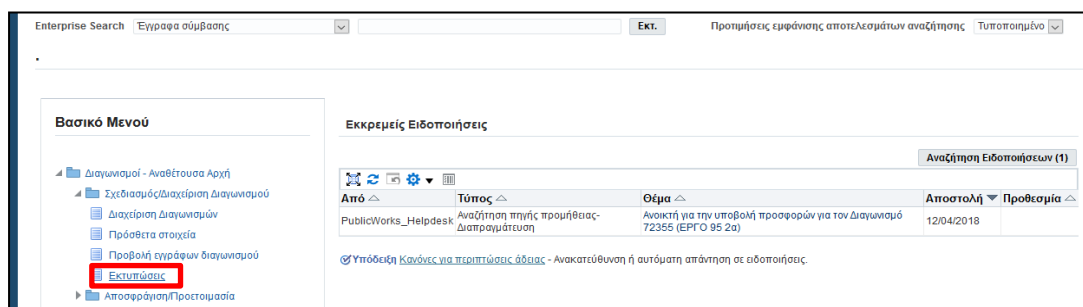 Enterprise Search Έγγραφα σύμβασης Εκτ. Προτιμήσεις εμφάνισης αποτελεσμάτων αναζήτησης Τυποποιημένο
Βασικό Μενού
Διαγωνισμοί - Αναθέτουσα Αρχή
Σχεδιασμός/Διαχείριση Διαγωνισμού
Διαχείριση Διαγωνισμών
Πρόσθετα στοιχεία
Προβολή εγγράφων διαγωνισμού
Εκτυπώσεις
Αποσφράγιση/Προετοιμασία
Εκκρεμείς Ειδοποιήσεις
Αναζήτηση Ειδοποιήσεων (1)
Από Τύπος Θέμα Αποστολή Προθεσμία
PublicWorks_Helpdesk Αναζήτηση πηγής προμήθειας- Ανοικτή για την υποβολή προσφορών για τον Διαγωνισμό 12/04/2018
Διαπραγμάτευση 72355 (ΕΡΓΟ 95 2α)
Υπόδειξη Κανόνες για περιπτώσεις άδειας - Ανακατεύθυνση ή αυτόματη απάντηση σε ειδοποιήσεις.